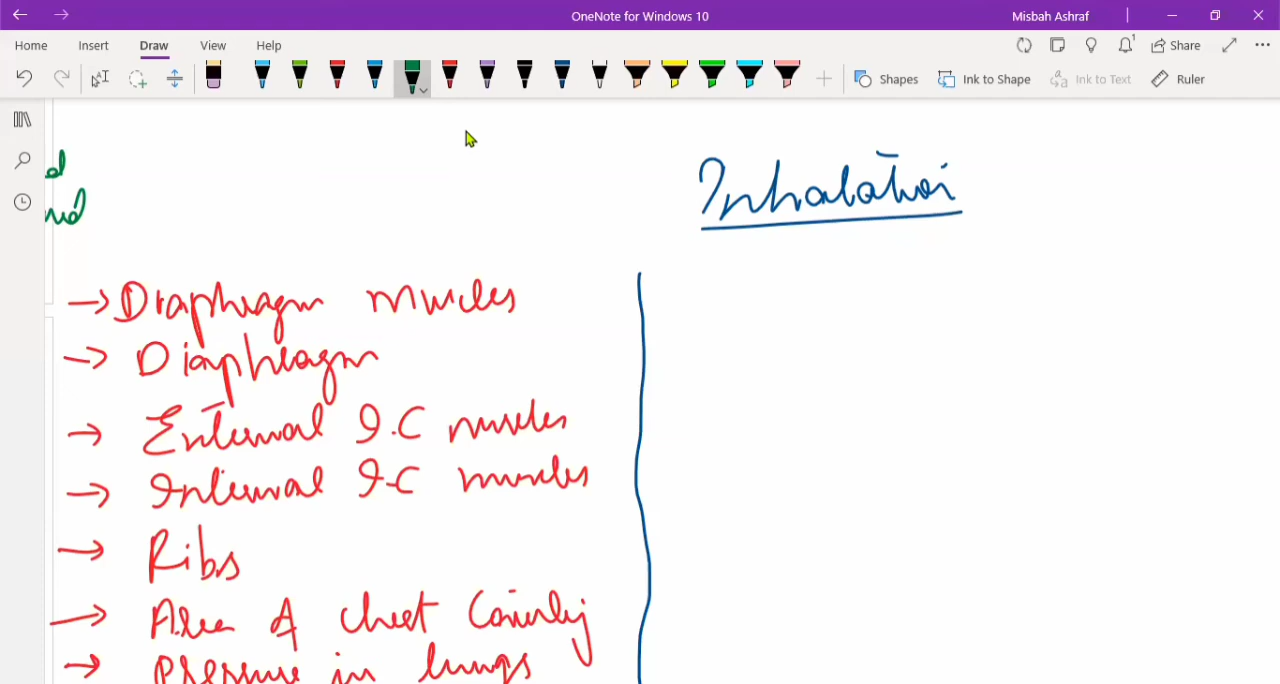 OneNote for Windows 10
Misbah Ashraf
Home Insert Draw View Help
1 Share
Shapes Ink to Shape Ink to Text Ruler
Inhalation
→ Diaphragm muscles
→ Diaphragm
→ External I.C muscles
→ Internal I-C muscles
→ Ribs
→ Area of chest Cavity
→ Pressure in lungs